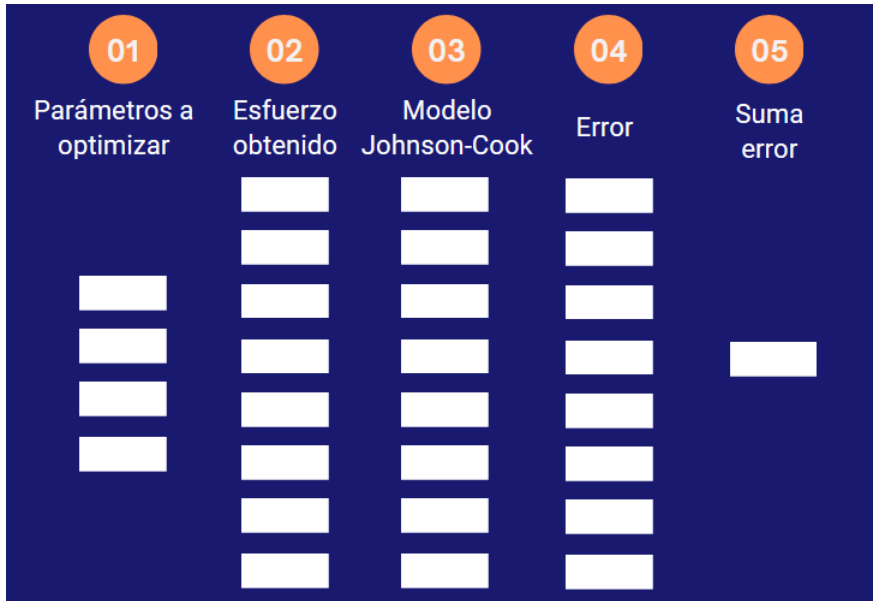 01
Parámetros a
optimizar
02
Esfuerzo
obtenido
03
Modelo
Johnson-Cook
04
Error
05
Suma
error